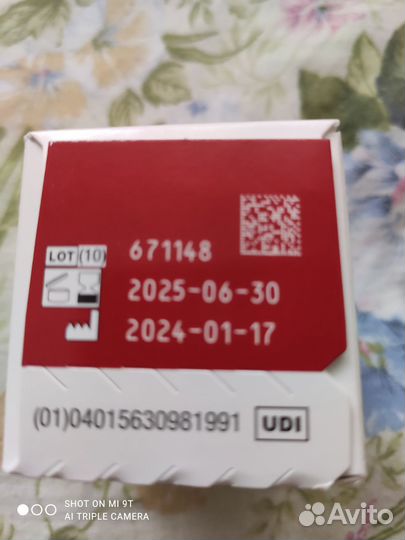 LOT (10) 671148
2025-06-30
2024-01-17
(01)04015630981991 UDI
SHOT ON MI 9T
AI TRIPLE CAMERA
Avito